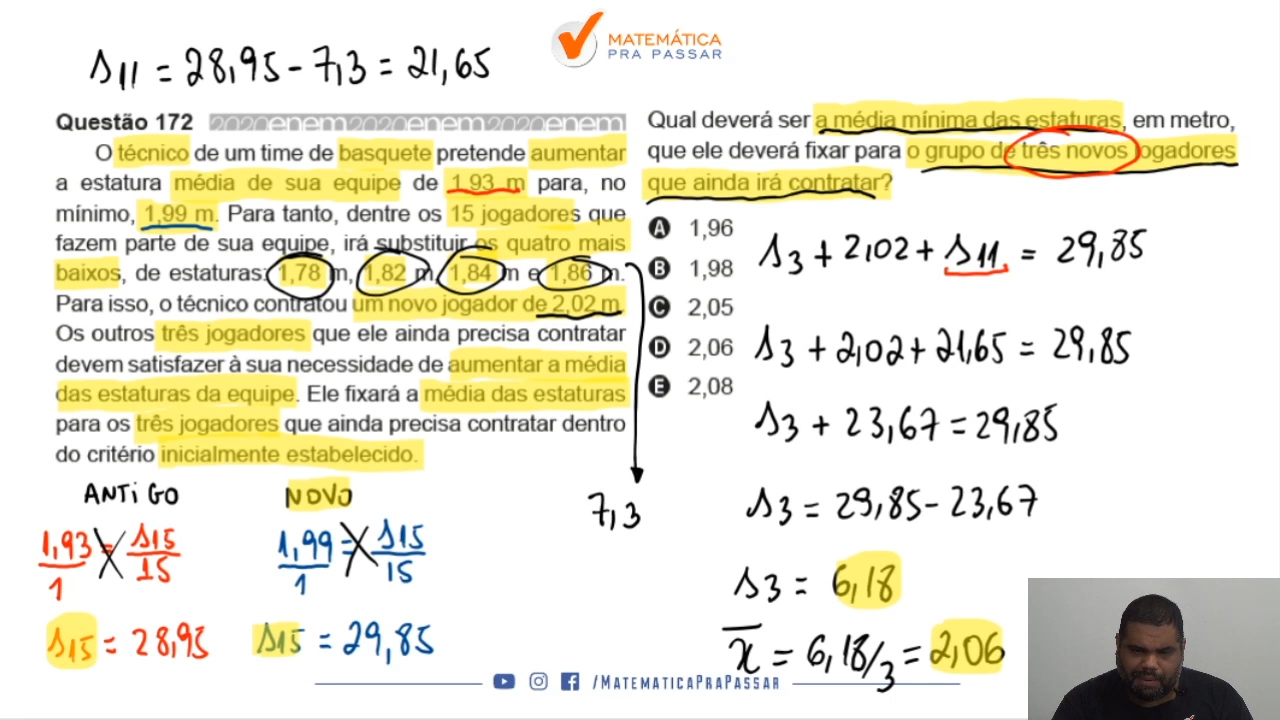 MATEMÁTICA
PRA PASSAR
s11 = 28,95 - 7,3 = 21,65
Questão 172 2020enem2020enem2020enem
O técnico de um time de basquete pretende aumentar
a estatura média de sua equipe de 1,93 m para, no
mínimo, 1,99 m. Para tanto, dentre os 15 jogadores que
fazem parte de sua equipe, irá substituir os quatro mais
baixos, de estaturas: 1,78 m, 1,82 m, 1,84 m e 1,86 m.
Para isso, o técnico contratou um novo jogador de 2,02 m.
Os outros três jogadores que ele ainda precisa contratar
devem satisfazer à sua necessidade de aumentar a média
das estaturas da equipe. Ele fixará a média das estaturas
para os três jogadores que ainda precisa contratar dentro
do critério inicialmente estabelecido.
ANTIGO
1,93/1 = s15/15
s15 = 28,95
NOVO
1,99/1 = s15/15
s15 = 29,85
7,3
Qual deverá ser a média mínima das estaturas, em metro,
que ele deverá fixar para o grupo de três novos jogadores
que ainda irá contratar?
A 1,96
B 1,98
C 2,05
D 2,06
E 2,08
s3 + 2,02 + s11 = 29,85
s3 + 2,02 + 21,65 = 29,85
s3 + 23,67 = 29,85
s3 = 29,85 - 23,67
s3 = 6,18
x̄ = 6,18/3 = 2,06
/MATEMATICAPRAPASSAR